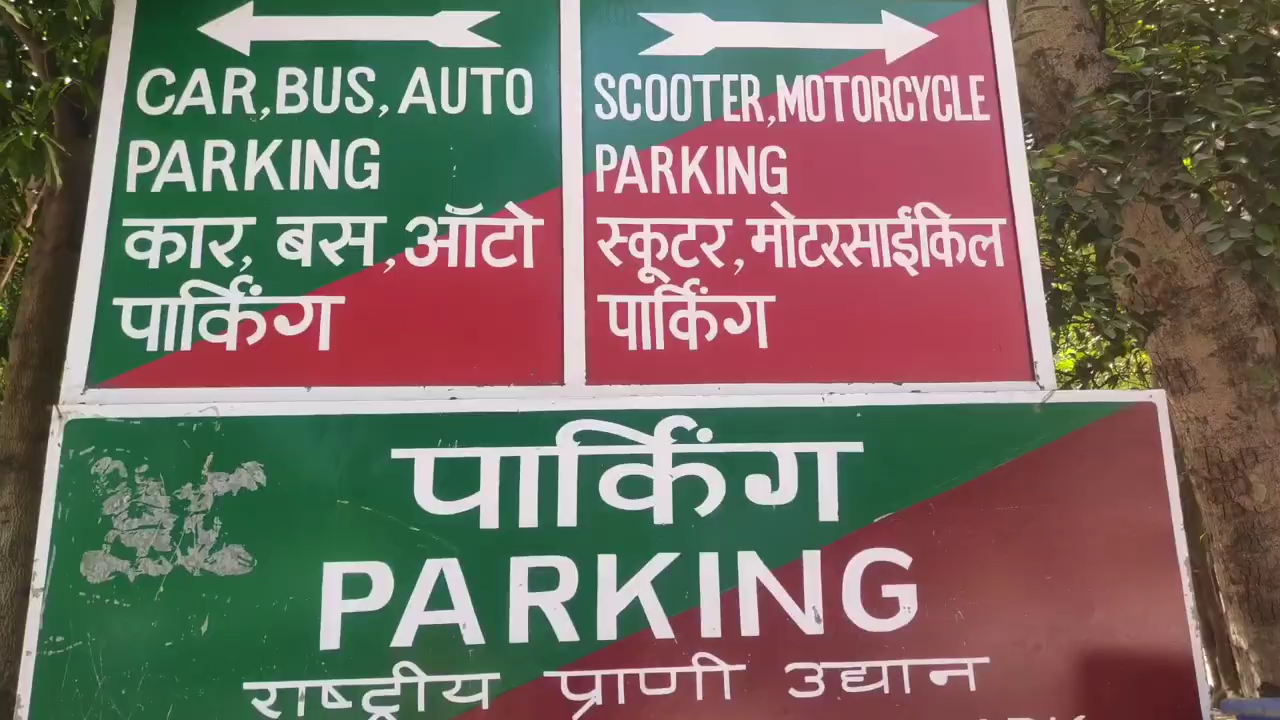 CAR, BUS, AUTO
PARKING
कार, बस, ऑटो
पार्किंग
SCOOTER, MOTORCYCLE
PARKING
स्कूटर, मोटरसाईकिल
पार्किंग
पार्किंग
PARKING
राष्ट्रीय प्राणी उद्यान